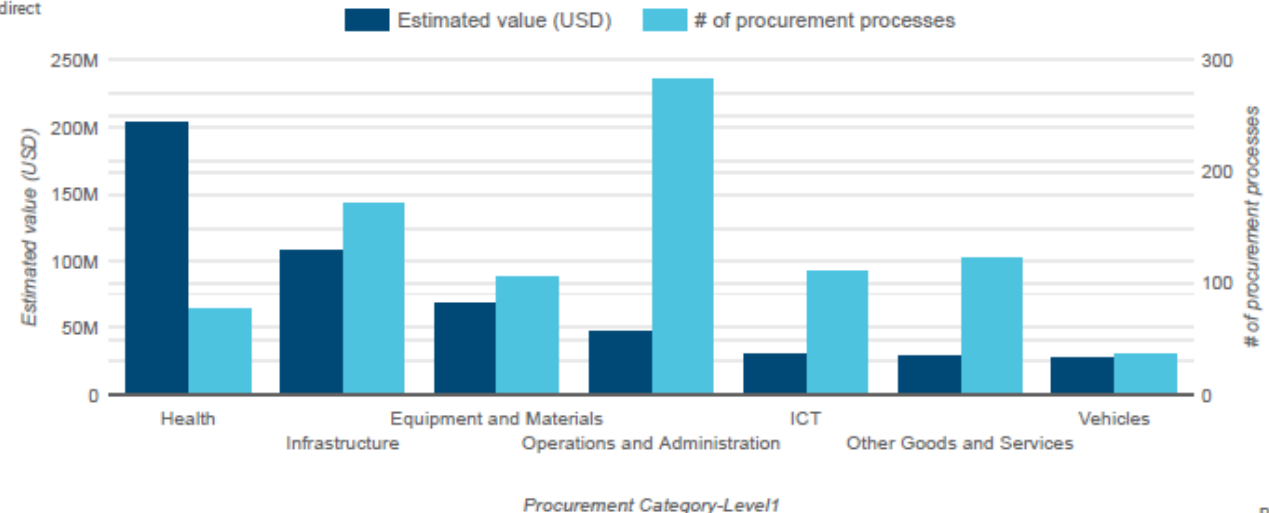 direct
Estimated value (USD) # of procurement processes
250M
200M
150M
100M
50M
0
Estimated value (USD)
300
200
100
0
# of procurement processes
Health Equipment and Materials ICT Vehicles
Infrastructure Operations and Administration Other Goods and Services
Procurement Category-Level1